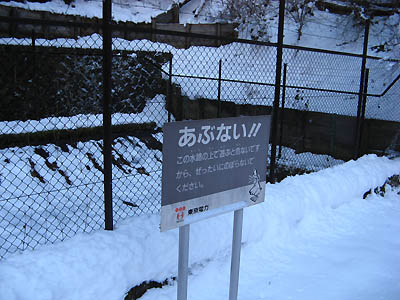 あぶない!!
この水路の上で遊ぶと危ないです
から、ぜったいにのぼらないで
ください。
東京電力